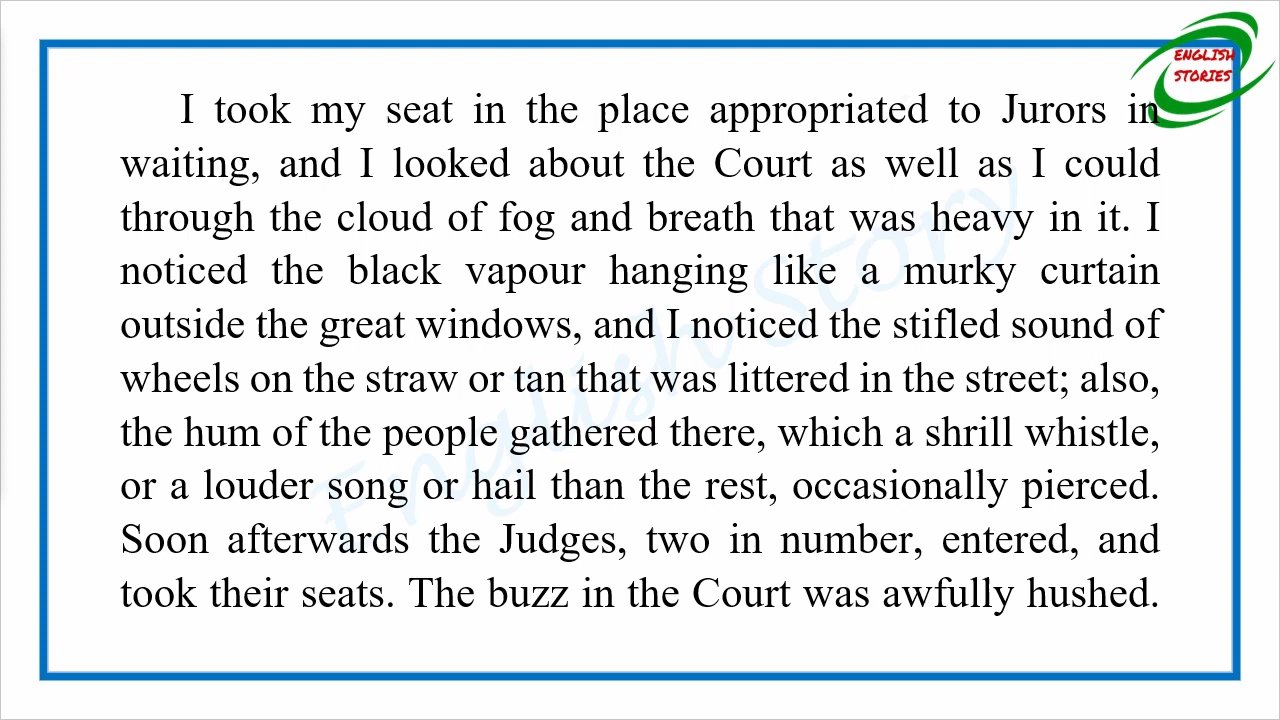 ENGLISH
STORIES
I took my seat in the place appropriated to Jurors in
waiting, and I looked about the Court as well as I could
through the cloud of fog and breath that was heavy in it. I
noticed the black vapour hanging like a murky curtain
outside the great windows, and I noticed the stifled sound of
wheels on the straw or tan that was littered in the street; also,
the hum of the people gathered there, which a shrill whistle,
or a louder song or hail than the rest, occasionally pierced.
Soon afterwards the Judges, two in number, entered, and
took their seats. The buzz in the Court was awfully hushed.
English Story